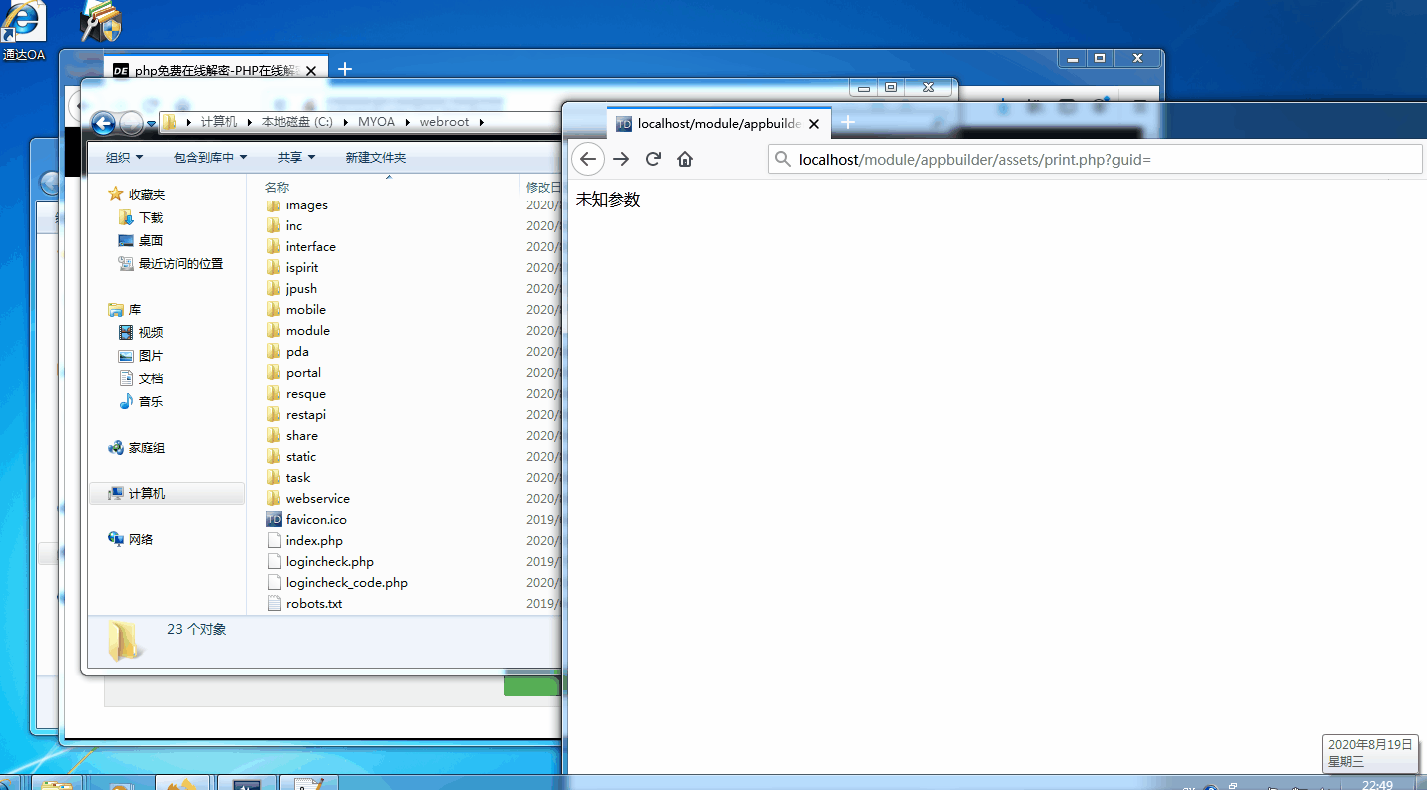 通达OA
php免费在线解密-PHP在线解
计算机 本地磁盘 (C:) MYOA webroot
组织 包含到库中 共享 新建文件夹
收藏夹
下载
桌面
最近访问的位置
库
视频
图片
文档
音乐
家庭组
计算机
网络
名称 修改日
images 2020/
inc 2020/
interface 2020/
ispirit 2020/
jpush 2020/
mobile 2020/
module 2020/
pda 2020/
portal 2020/
resque 2020/
restapi 2020/
share 2020/
static 2020/
task 2020/
webservice 2020/
favicon.ico 2019/
index.php 2020/
logincheck.php 2019/
logincheck_code.php 2020/
robots.txt 2019/
23 个对象
TD localhost/module/appbuilde
localhost/module/appbuilder/assets/print.php?guid=
未知参数
2020年8月19日
星期三
22:49